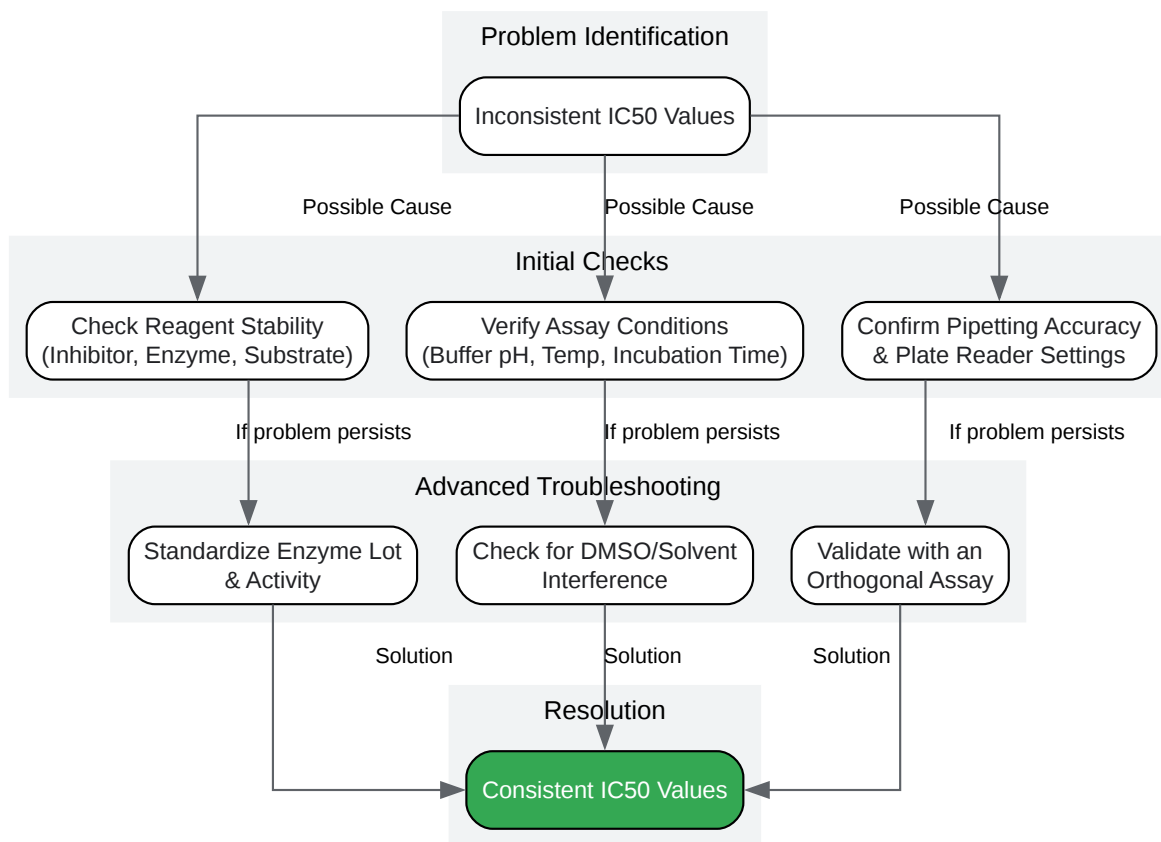 Problem Identification
Inconsistent IC50 Values
Possible Cause
Possible Cause
Possible Cause
Initial Checks
Check Reagent Stability
(Inhibitor, Enzyme, Substrate)
Verify Assay Conditions
(Buffer pH, Temp, Incubation Time)
Confirm Pipetting Accuracy
& Plate Reader Settings
If problem persists
If problem persists
If problem persists
Advanced Troubleshooting
Standardize Enzyme Lot
& Activity
Check for DMSO/Solvent
Interference
Validate with an
Orthogonal Assay
Solution
Solution
Solution
Resolution
Consistent IC50 Values